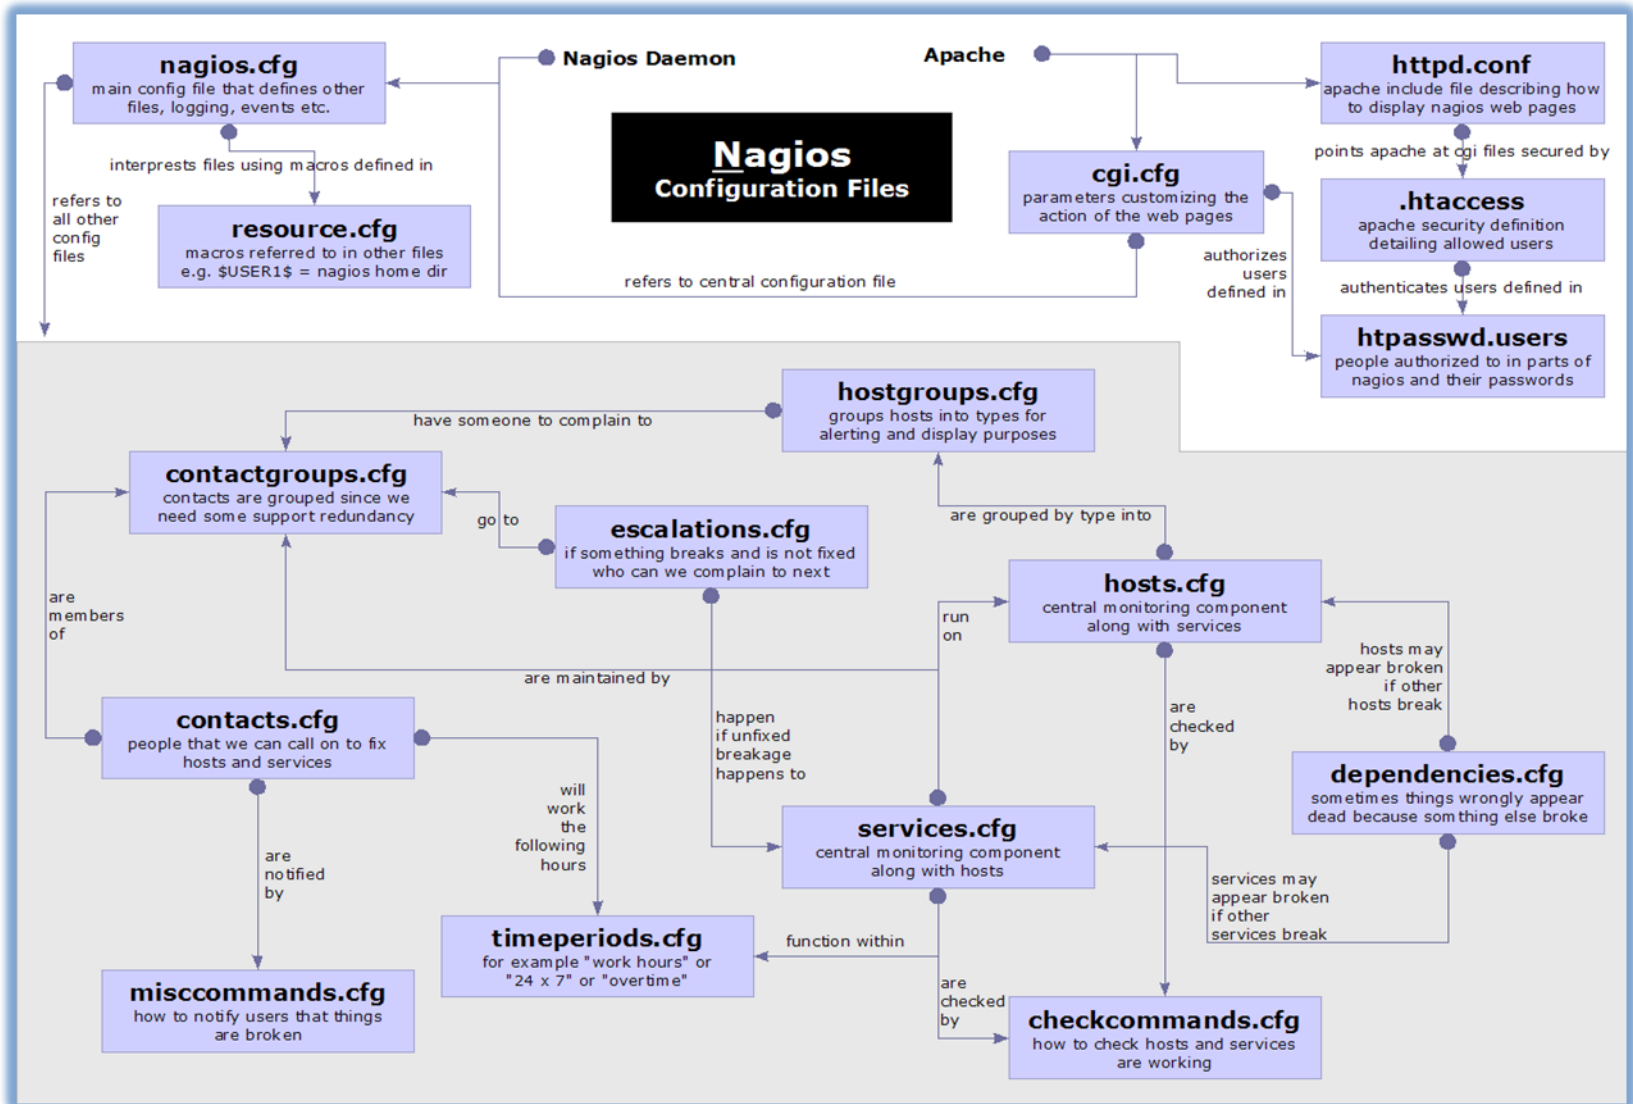 nagios.cfg
main config file that defines other
files, logging, events etc.
Nagios Daemon
Apache
httpd.conf
apache include file describing how
to display nagios web pages
interprests files using macros defined in
points apache at cgi files secured by
Nagios
Configuration Files
cgi.cfg
parameters customizing the
action of the web pages
refers to
all other
config
files
resource.cfg
macros referred to in other files
e.g. $USER1$ = nagios home dir
.htaccess
apache security definition
detailing allowed users
refers to central configuration file
authorizes
users
defined in
authenticates users defined in
htpasswd.users
people authorized to in parts of
nagios and their passwords
hostgroups.cfg
groups hosts into types for
alerting and display purposes
have someone to complain to
contactgroups.cfg
contacts are grouped since we
need some support redundancy
go to
escalations.cfg
if something breaks and is not fixed
who can we complain to next
are grouped by type into
hosts.cfg
central monitoring component
along with services
are
members
of
run
on
are maintained by
hosts may
appear broken
if other
hosts break
contacts.cfg
people that we can call on to fix
hosts and services
happen
if unfixed
breakage
happens to
are
checked
by
dependencies.cfg
sometimes things wrongly appear
dead because somthing else broke
will
work
the
following
hours
services.cfg
central monitoring component
along with hosts
are
notified
by
services may
appear broken
if other
services break
timeperiods.cfg
for example "work hours" or
"24 x 7" or "overtime"
function within
are
checked
by
misccommands.cfg
how to notify users that things
are broken
checkcommands.cfg
how to check hosts and services
are working